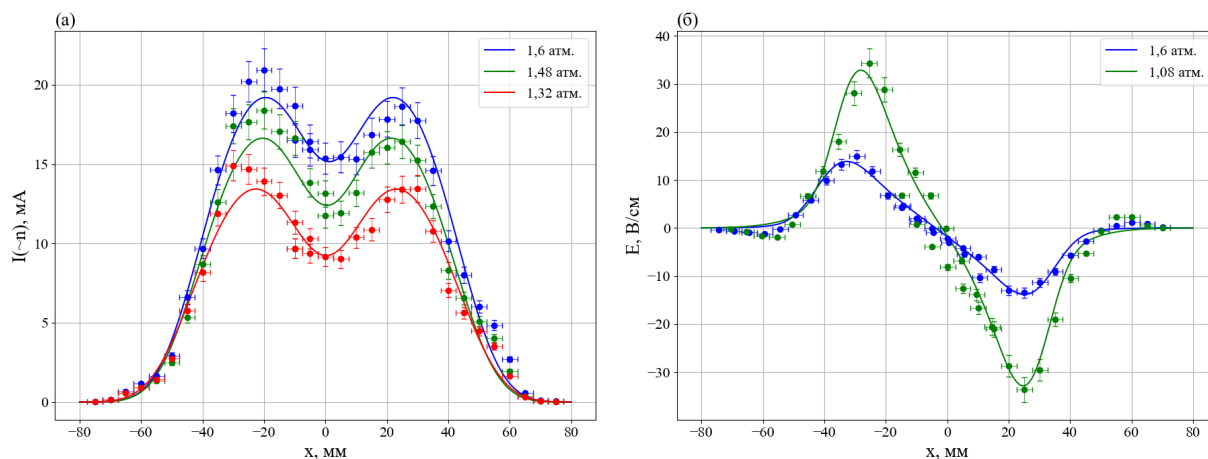 (а)
I(~n), мА
20
15
10
5
0
1,6 атм.
1,48 атм.
1,32 атм.
−80 −60 −40 −20 0 20 40 60 80
x, мм
(б)
E, В/см
40
30
20
10
0
−10
−20
−30
1,6 атм.
1,08 атм.
−80 −60 −40 −20 0 20 40 60 80
x, мм